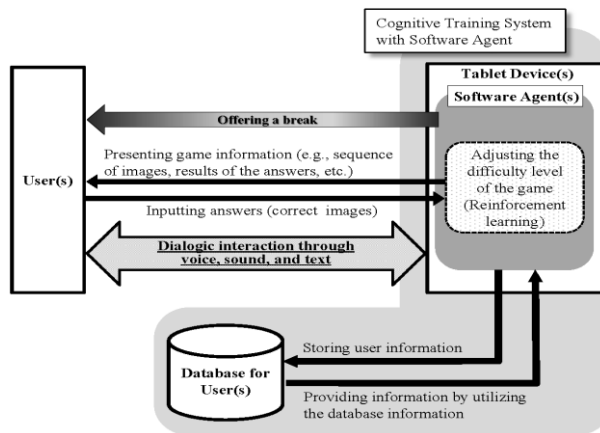 Cognitive Training System
with Software Agent
Tablet Device(s)
Software Agent(s)
Offering a break
Presenting game information (e.g., sequence
of images, results of the answers, etc.)
User(s)
Adjusting the
difficulty level
of the game
(Reinforcement
learning)
Inputting answers (correct images)
Dialogic interaction through
voice, sound, and text
Storing user information
Database for
User(s)
Providing information by utilizing
the database information